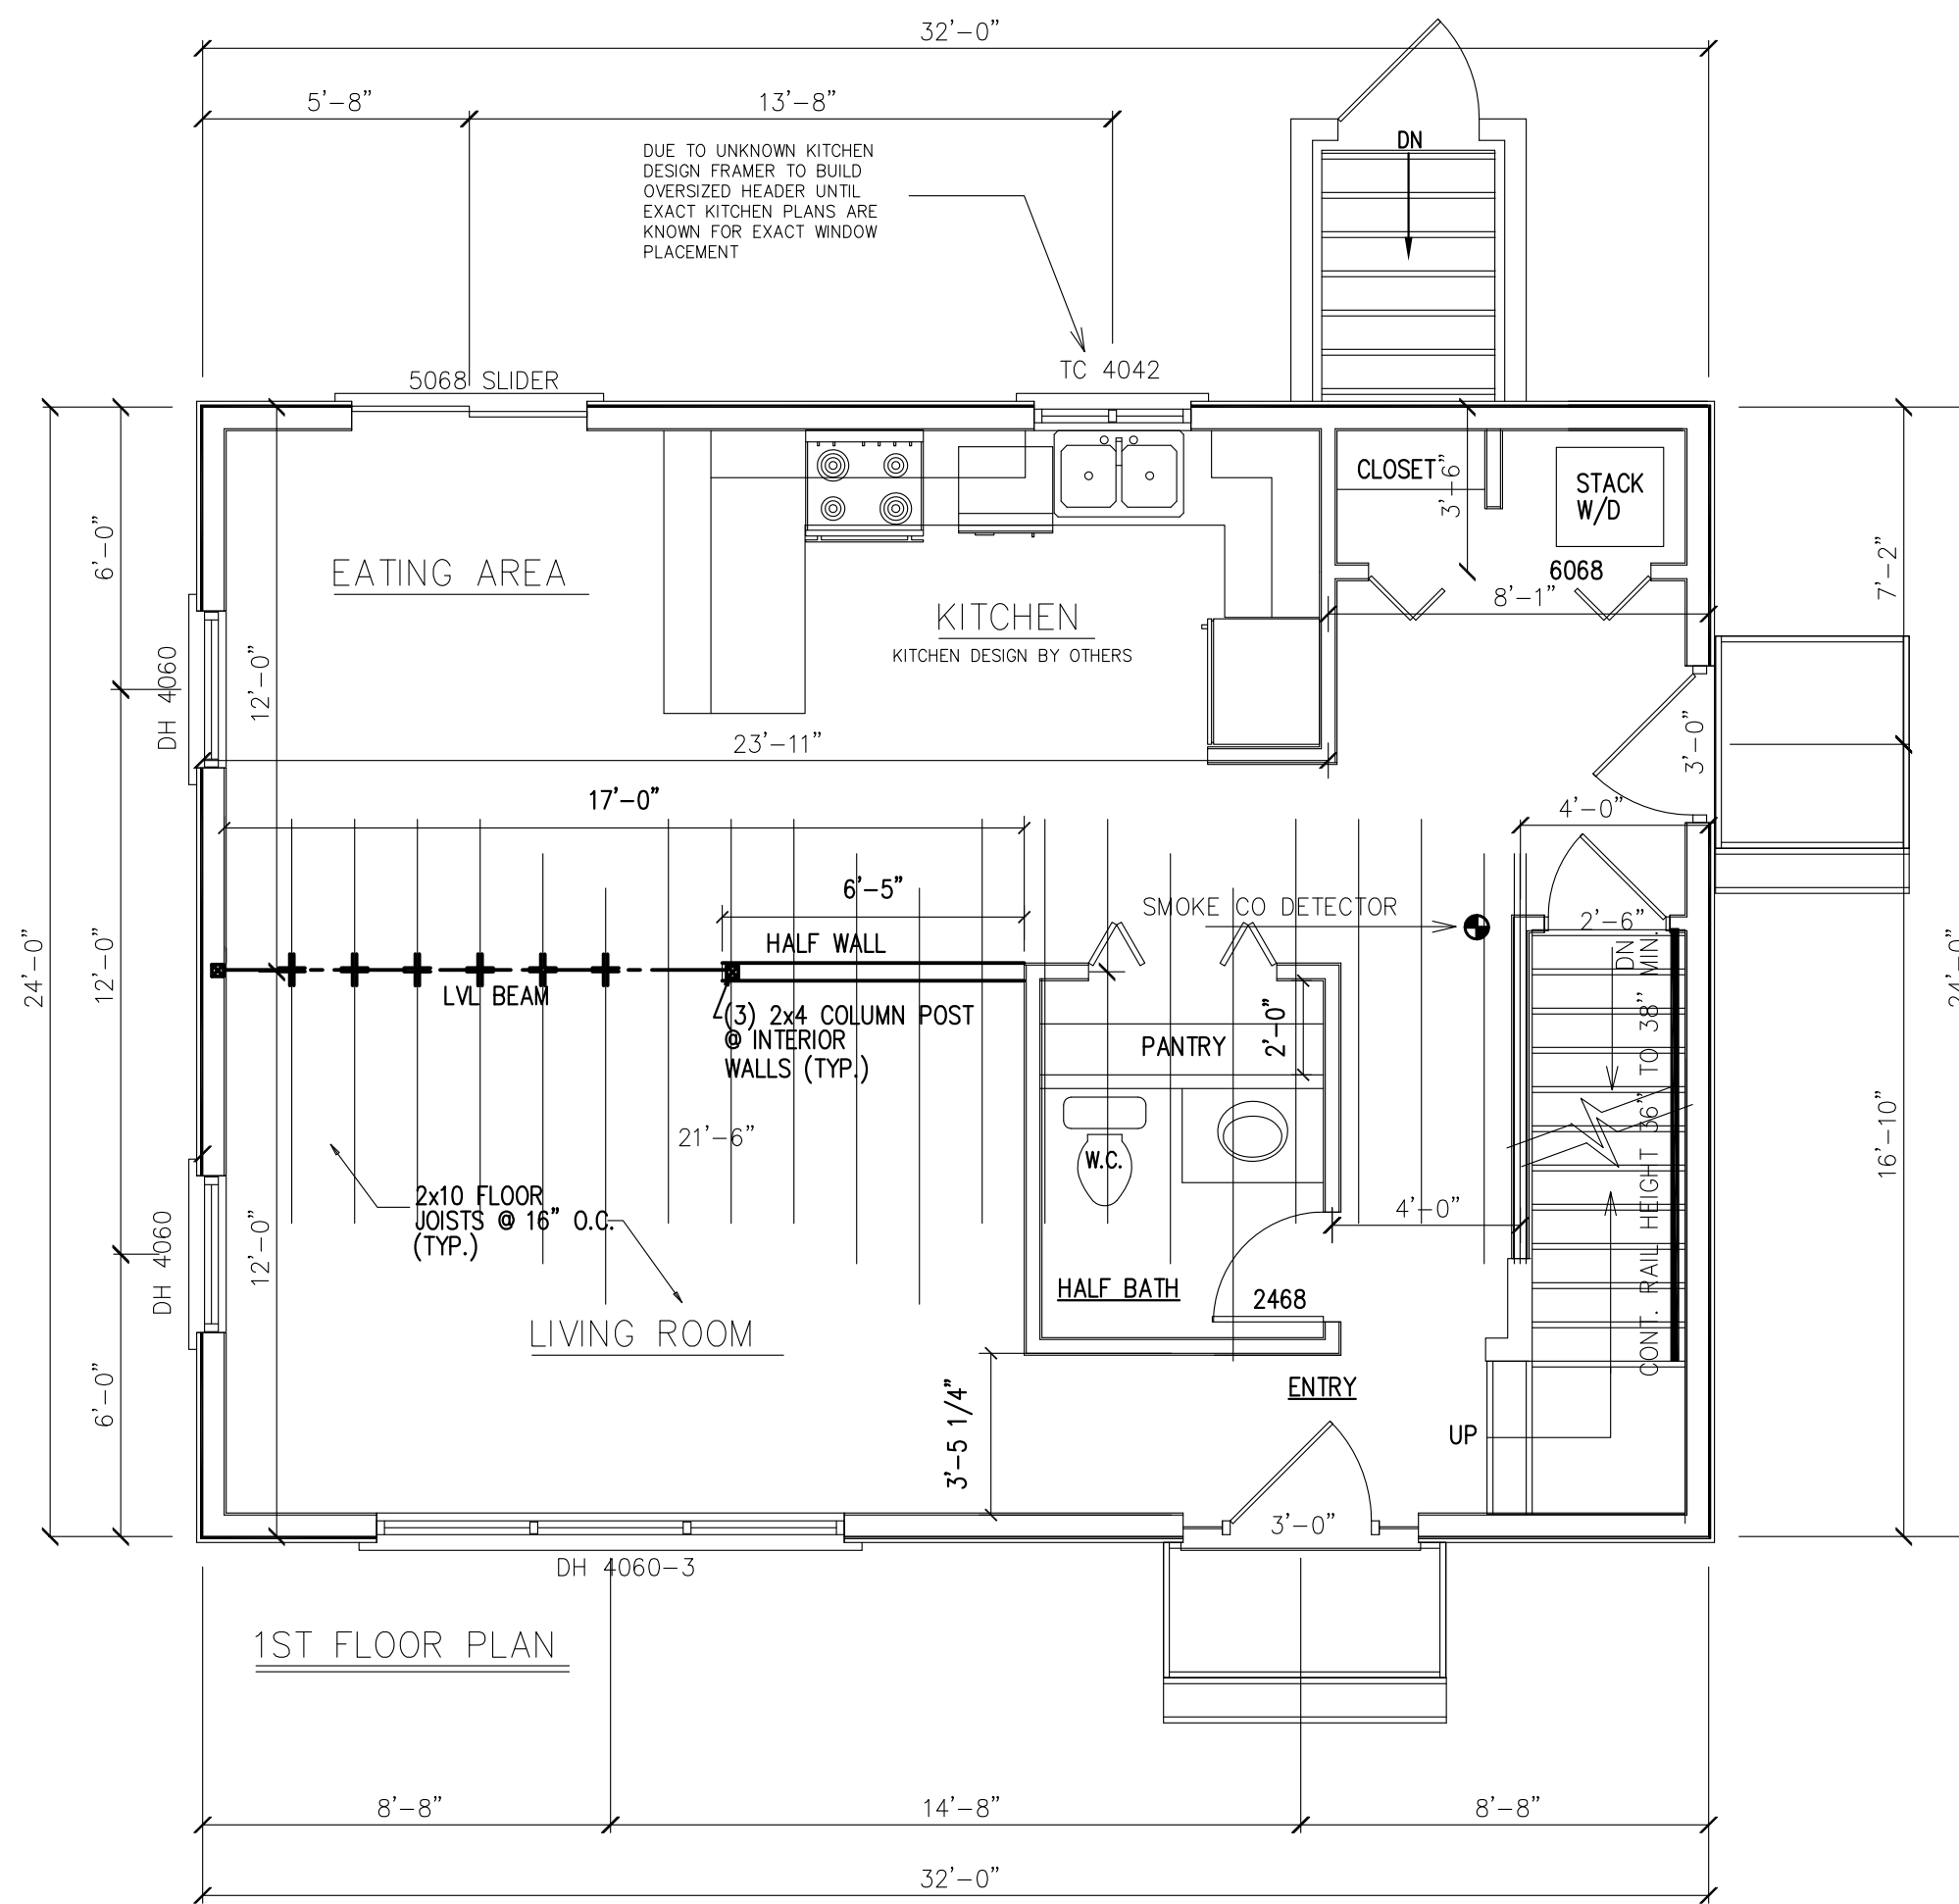 32'-0"
5'-8"
13'-8"
DUE TO UNKNOWN KITCHEN
DESIGN FRAMER TO BUILD
OVERSIZED HEADER UNTIL
EXACT KITCHEN PLANS ARE
KNOWN FOR EXACT WINDOW
PLACEMENT
DN
5068 SLIDER
TC 4042
CLOSET
3'-6"
STACK
W/D
6068
8'-1"
6'-0"
7'-2"
EATING AREA
KITCHEN
KITCHEN DESIGN BY OTHERS
DH 4060
12'-0"
23'-11"
3'-0"
17'-0"
4'-0"
6'-5"
SMOKE CO DETECTOR
2'-6"
HALF WALL
24'-0"
12'-0"
LVL BEAM
(3) 2x4 COLUMN POST
@ INTERIOR
WALLS (TYP.)
PANTRY
2'-0"
DN
CONT. RAIL HEIGHT 36" TO 38" MIN.
24'-0"
16'-10"
21'-6"
W.C.
2x10 FLOOR
JOISTS @ 16" O.C.
(TYP.)
4'-0"
DH 4060
12'-0"
HALF BATH
2468
LIVING ROOM
6'-0"
3'-5 1/4"
ENTRY
UP
3'-0"
DH 4060-3
1ST FLOOR PLAN
8'-8"
14'-8"
8'-8"
32'-0"